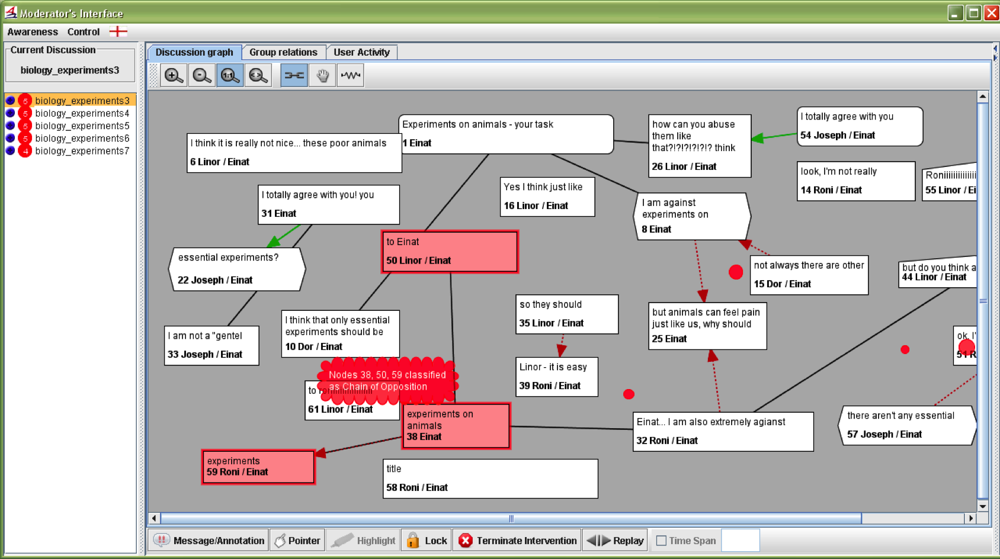 Moderator's Interface
Awareness Control
Current Discussion
biology_experiments3
5 biology_experiments3
5 biology_experiments4
5 biology_experiments5
5 biology_experiments6
4 biology_experiments7
Discussion graph Group relations User Activity
1:1
Experiments on animals - your task
1 Einat
I think it is really not nice... these poor animals
6 Linor / Einat
how can you abuse
them like
that?!?!?!?!?!? think
26 Linor / Einat
I totally agree with you
54 Joseph / Einat
look, I'm not really
14 Roni / Einat
55 Linor /
I totally agree with you! you
31 Einat
Yes I think just like
16 Linor / Einat
I am against
experiments on
8 Einat
to Einat
50 Linor / Einat
essential experiments?
22 Joseph / Einat
not always there are other
15 Dor / Einat
but do you think a
44 Linor / Einat
so they should
35 Linor / Einat
but animals can feel pain
just like us, why should
25 Einat
I think that only essential
experiments should be
10 Dor / Einat
I am not a "gentel
33 Joseph / Einat
ok, I'
51 R
Linor - it is easy
39 Roni / Einat
Nodes 38, 50, 59 classified
as Chain of Opposition
to
61 Linor / Einat
experiments on
animals
38 Einat
Einat... I am also extremely agianst
32 Roni / Einat
there aren't any essential
57 Joseph / Einat
experiments
59 Roni / Einat
title
58 Roni / Einat
Message/Annotation Pointer Highlight Lock Terminate Intervention Replay Time Span